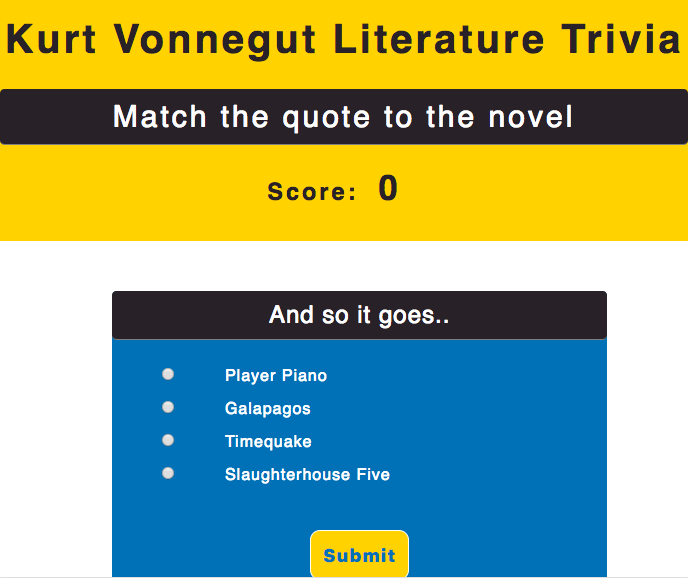 Kurt Vonnegut Literature Trivia
Match the quote to the novel
Score: 0
And so it goes..
Player Piano
Galapagos
Timequake
Slaughterhouse Five
Submit